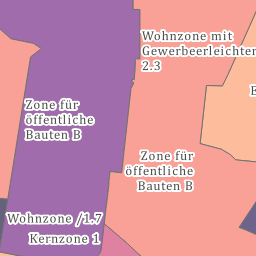 Wohnzone mit
Gewerbeerleichter
2.3
E
Zone für
öffentliche
Bauten B
Zone für
öffentliche
Bauten B
Wohnzone /1.7
Kernzone 1